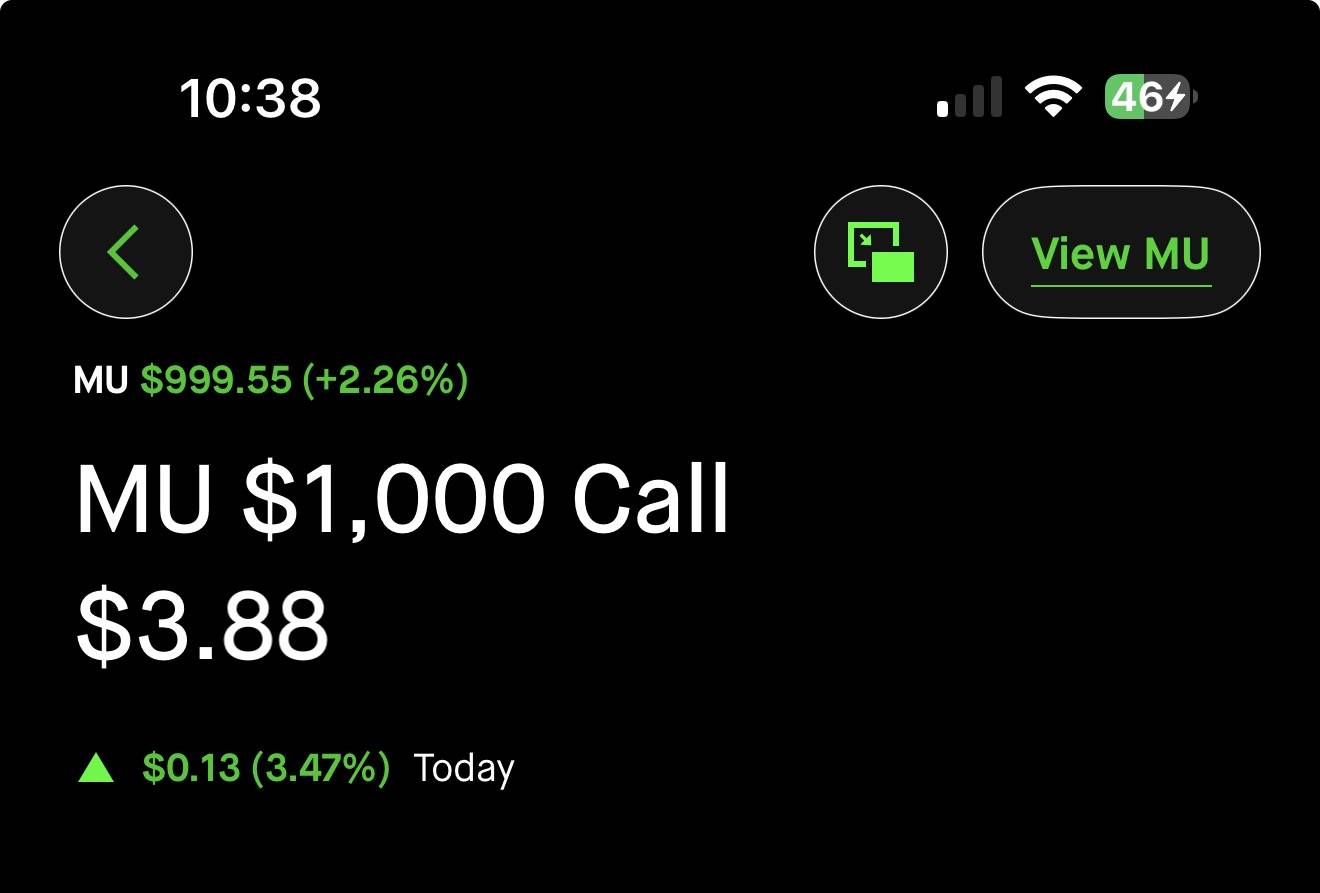 10:38 46
View MU
MU $999.55 (+2.26%)
MU $1,000 Call
$3.88
$0.13 (3.47%) Today